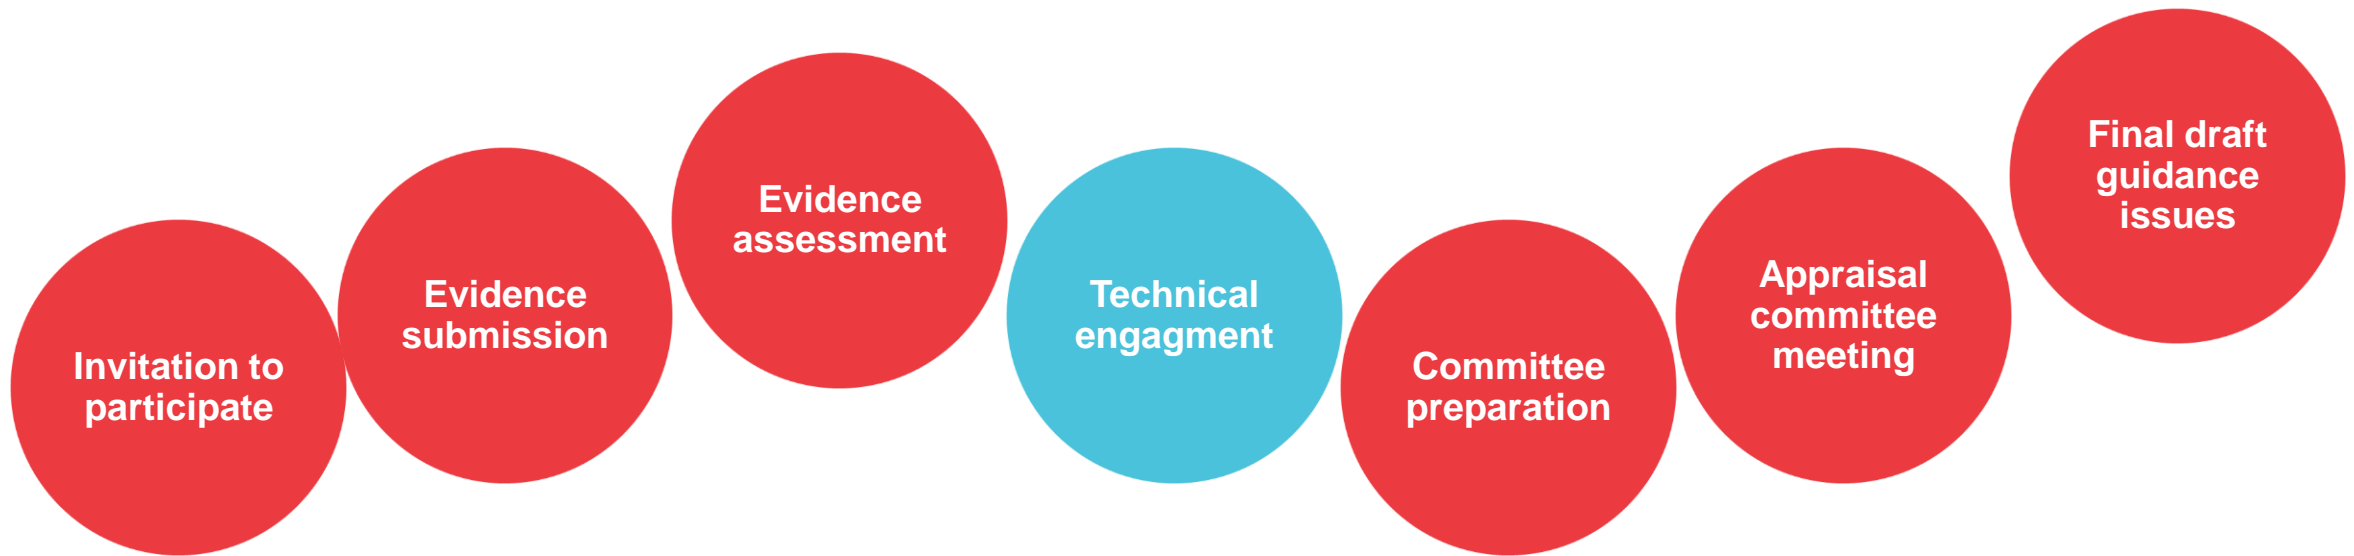 Invitation to
participate
Evidence
submission
Evidence
assessment
Technical
engagment
Committee
preparation
Appraisal
committee
meeting
Final draft
guidance
issues